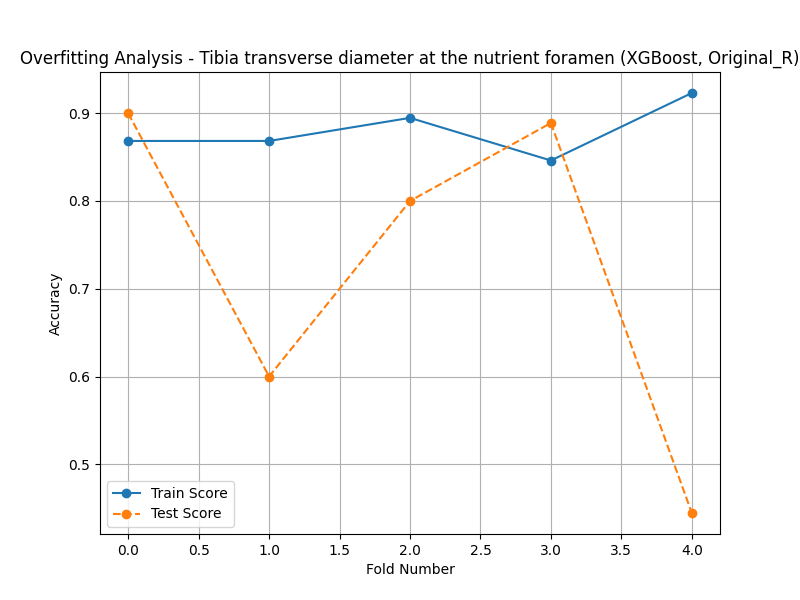 Overfitting Analysis - Tibia transverse diameter at the nutrient foramen (XGBoost, Original_R)
0.9
0.8
0.7
0.6
0.5
Accuracy
Train Score
Test Score
0.0 0.5 1.0 1.5 2.0 2.5 3.0 3.5 4.0
Fold Number